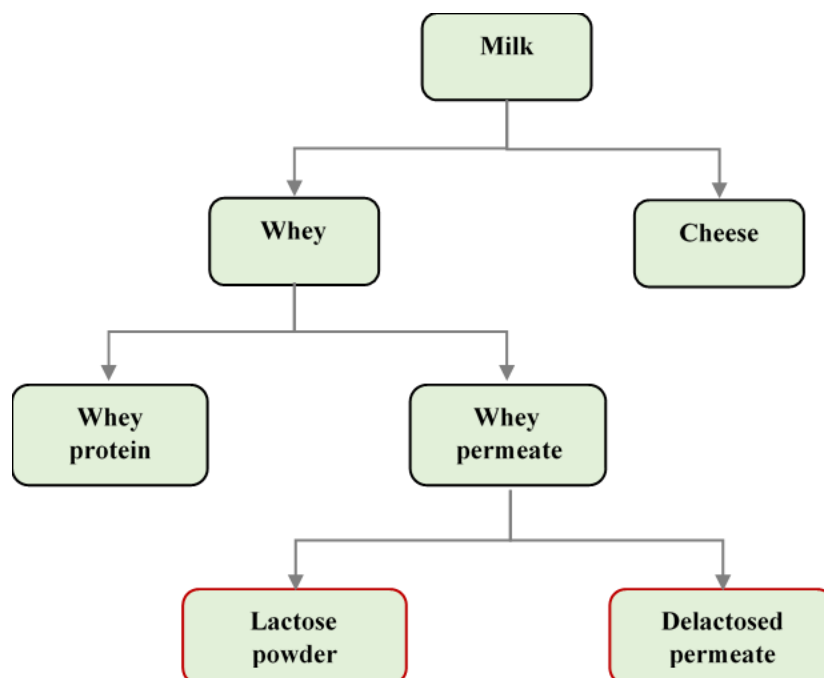 Milk
Whey
Cheese
Whey
protein
Whey
permeate
Lactose
powder
Delactosed
permeate